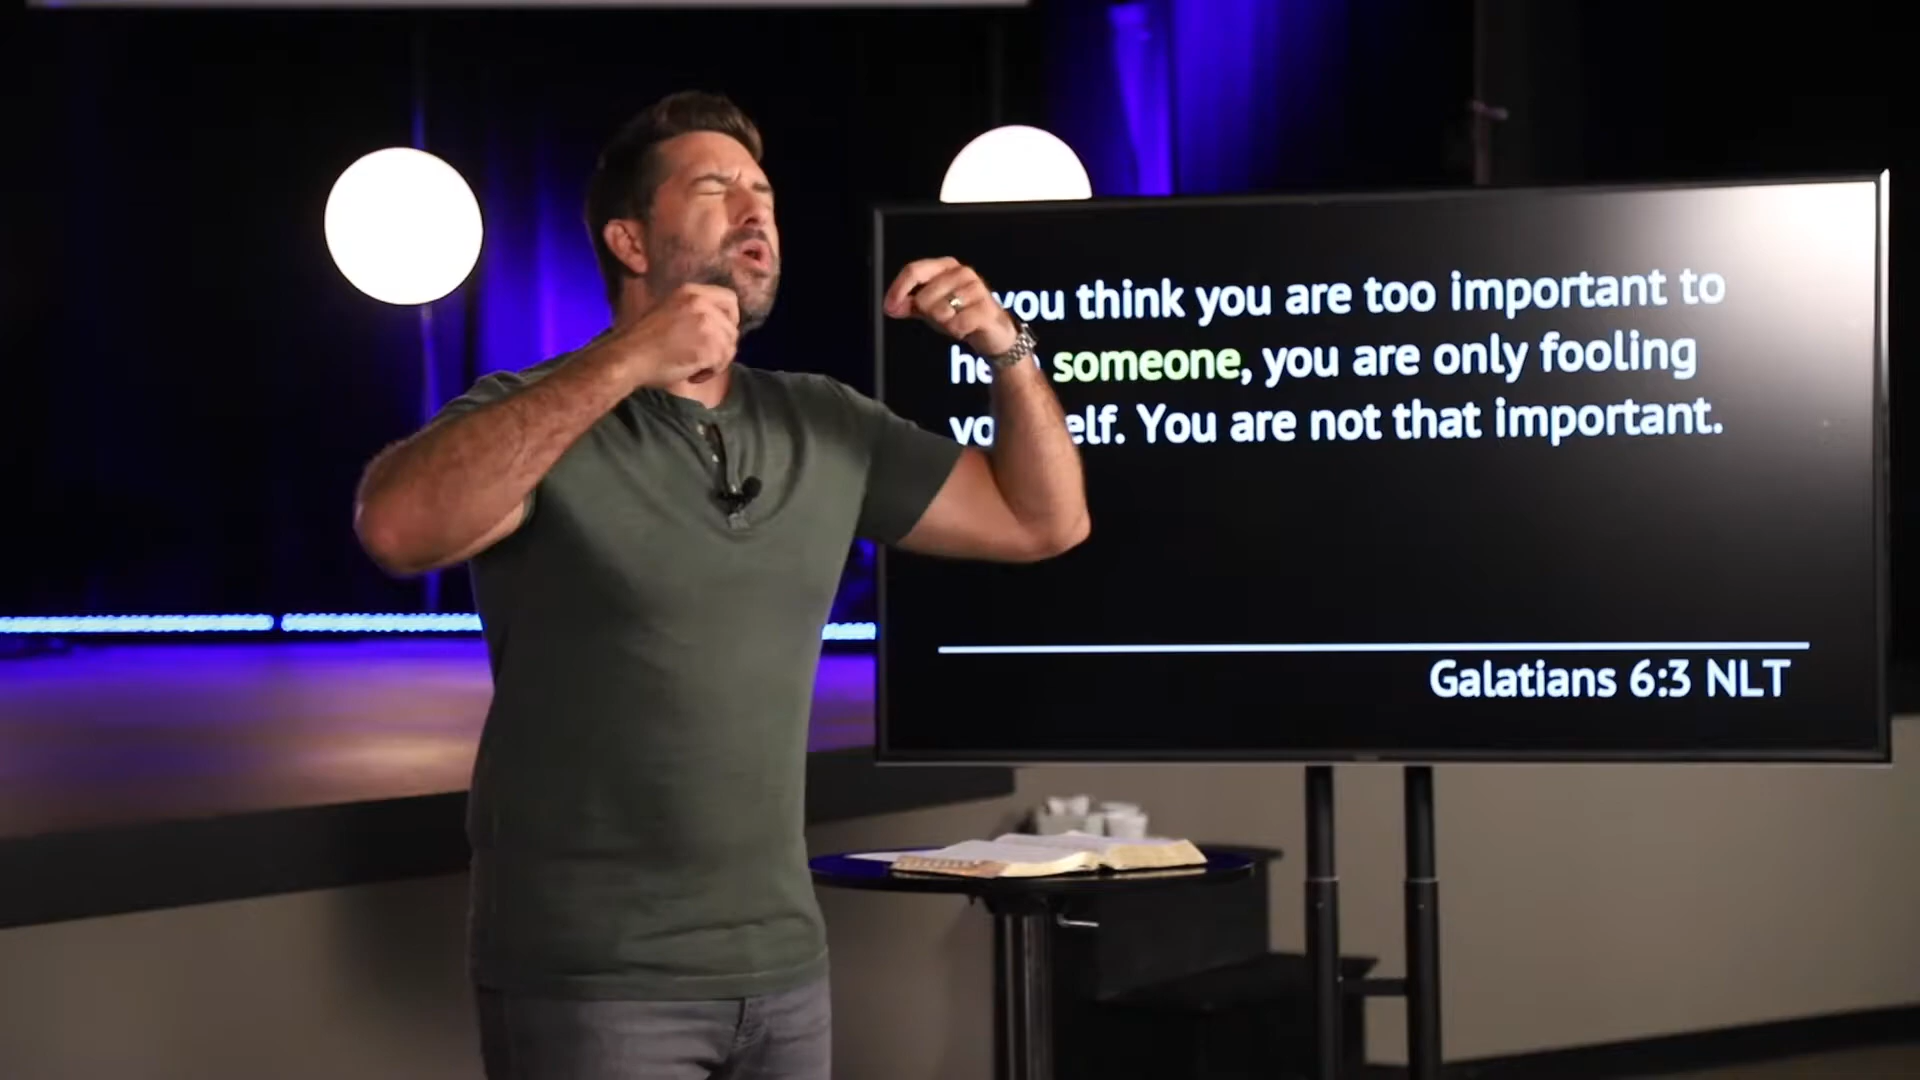 you think you are too important to
someone, you are only fooling
You are not that important.
Galatians 6:3 NLT